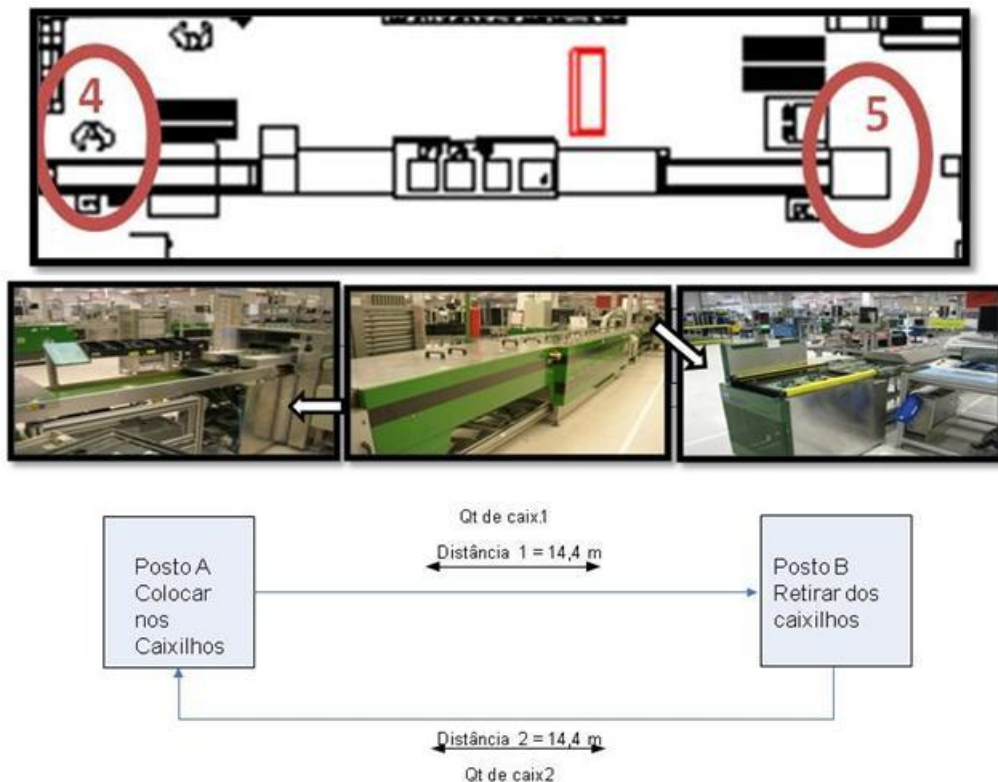 4
5
Qt de caix.1
Distância 1 = 14,4 m
Posto A
Colocar
nos
Caixilhos
Posto B
Retirar dos
caixilhos
Distância 2 = 14,4 m
Qt de caix2